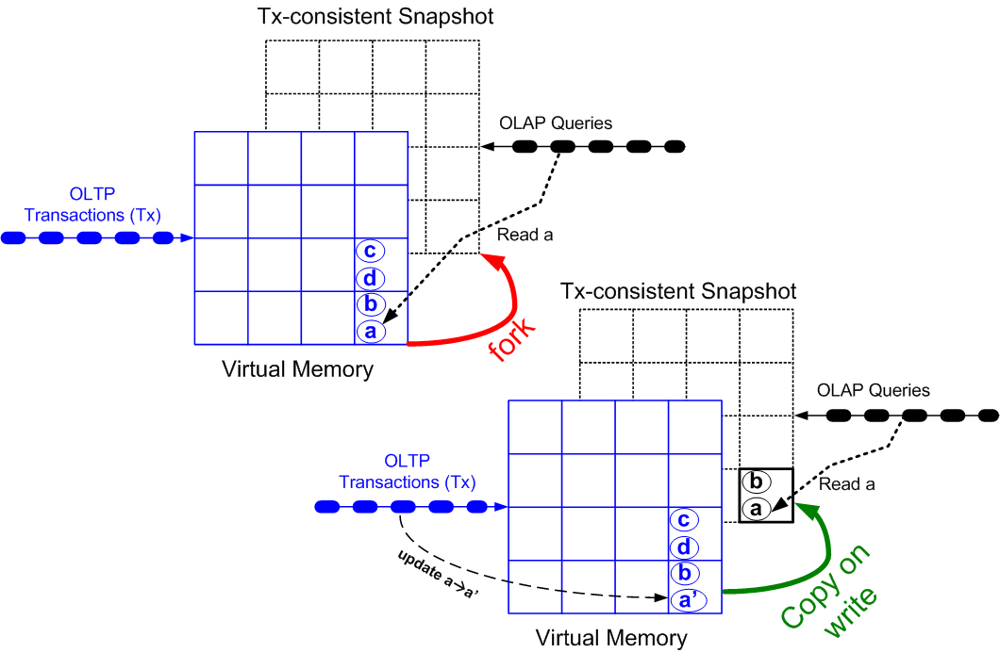 Tx-consistent Snapshot
OLAP Queries
OLTP
Transactions (Tx)
Read a
c
d
b
a
fork
Virtual Memory
Tx-consistent Snapshot
OLAP Queries
OLTP
Transactions (Tx)
b
a
Read a
c
d
b
a’
update a→a’
Copy on
write
Virtual Memory